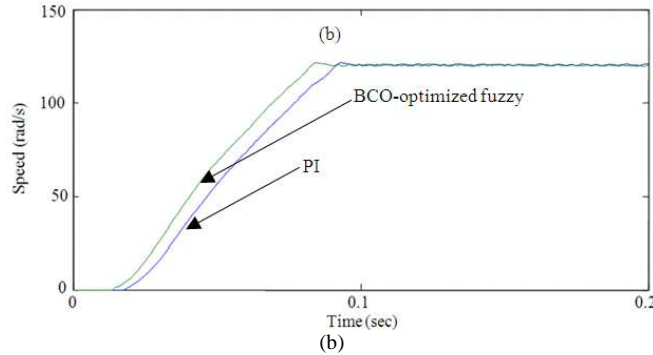 150
(b)
100
BCO-optimized fuzzy
Speed (rad/s)
PI
50
0
0
0.1
0.2
Time (sec)
(b)